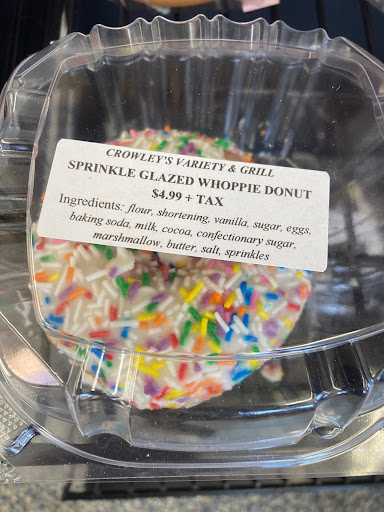 CROWLEY'S VARIETY & GRILL
SPRINKLE GLAZED WHOPPIE DONUT
$4.99 + TAX
Ingredients: flour, shortening, vanilla, sugar, eggs,
baking soda, milk, cocoa, confectionary sugar,
marshmallow, butter, salt, sprinkles